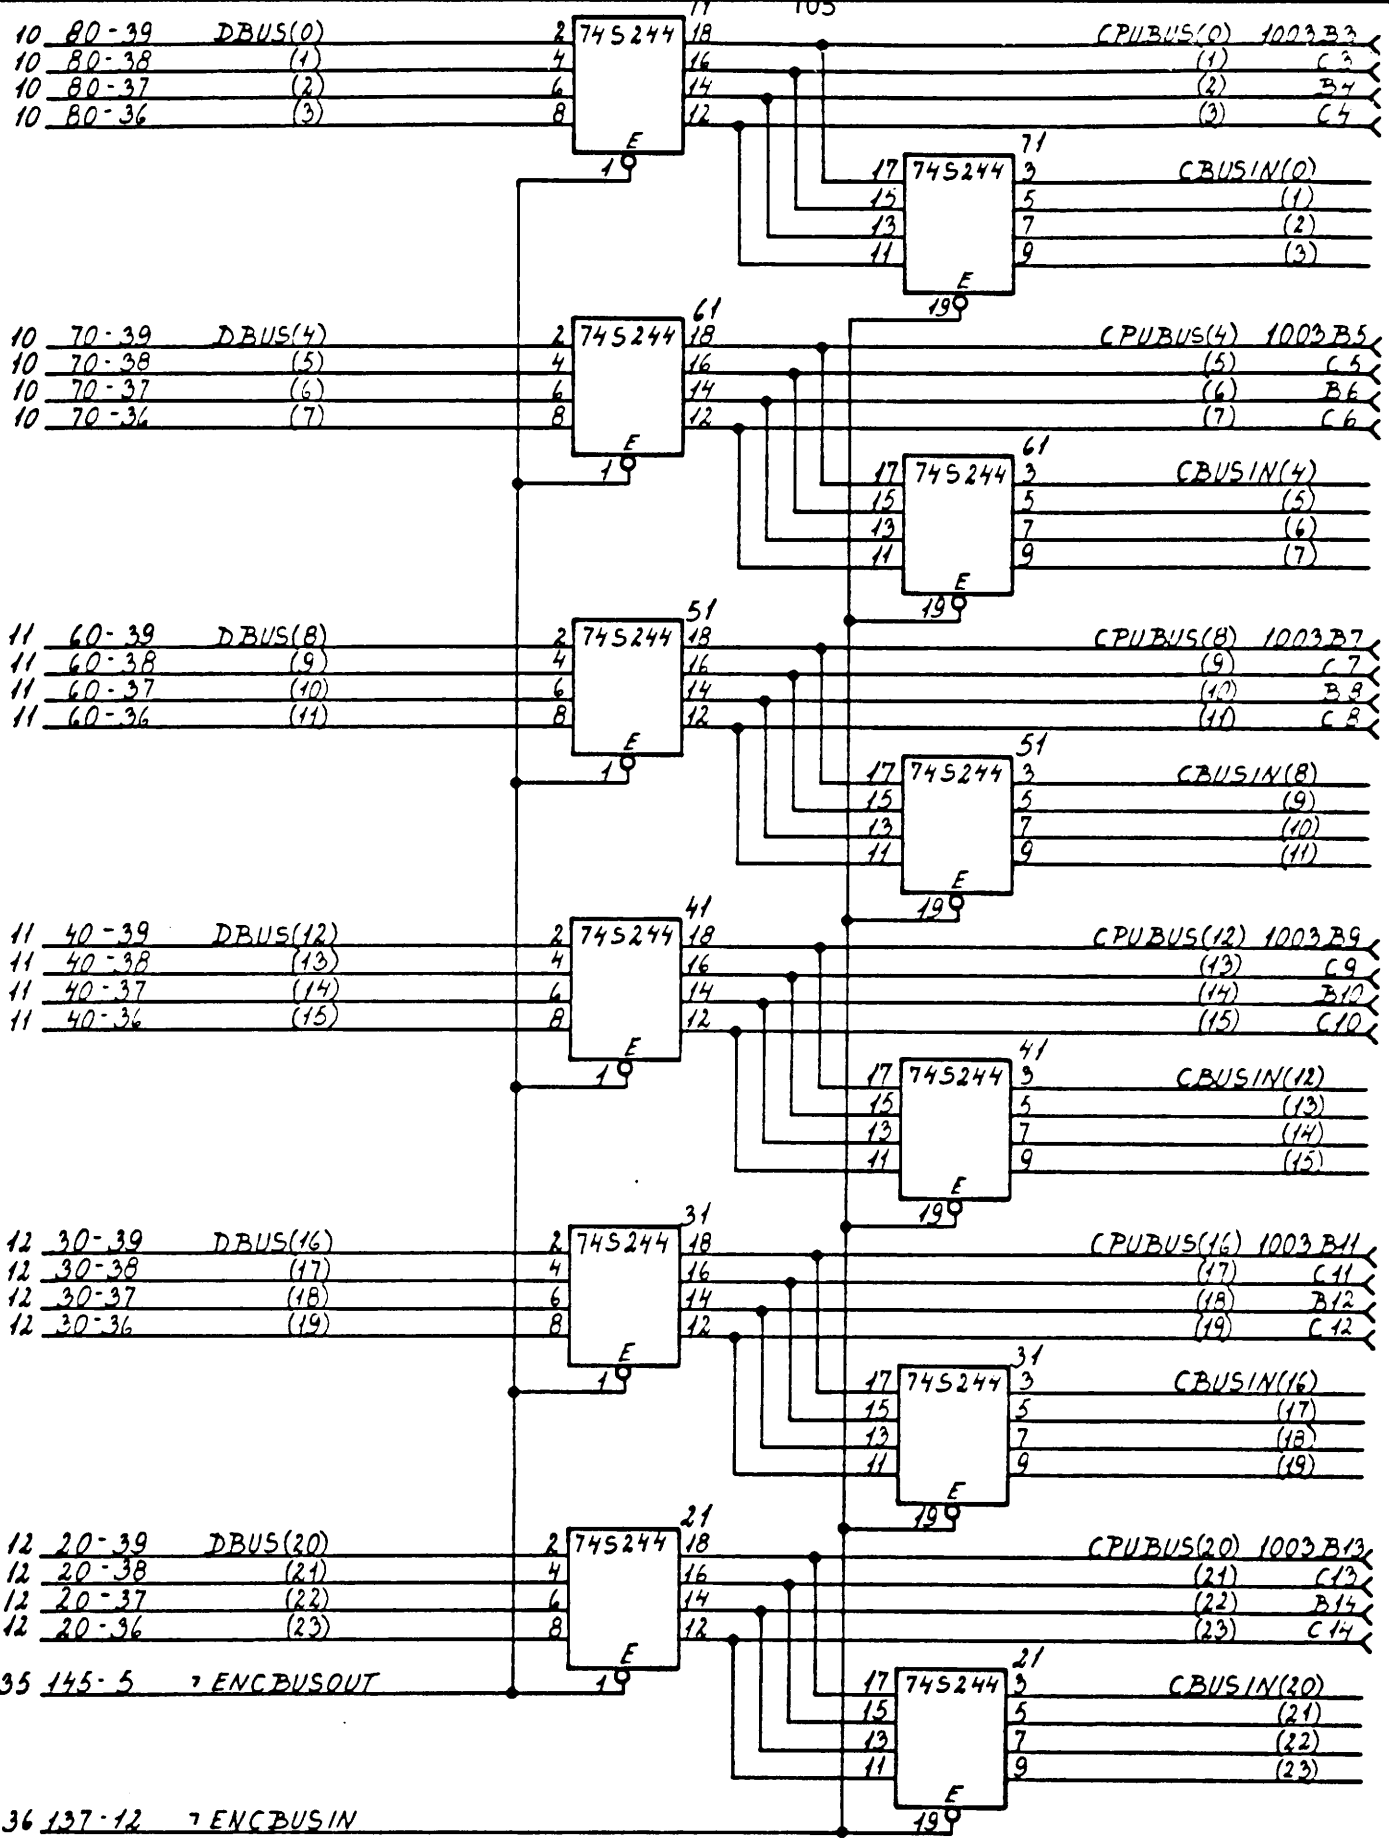 10 80-39 DBUS(0) 2 74S244 18 CPUBUS(0) 1003 B3
10 80-38 (1) 4 16 (1) C3
10 80-37 (2) 6 14 (2) B4
10 80-36 (3) 8 12 (3) C4
E
1
71
17 74S244 3 CBUSIN(0)
15 5 (1)
13 7 (2)
11 9 (3)
E
19
61
10 70-39 DBUS(4) 2 74S244 18 CPUBUS(4) 1003 B5
10 70-38 (5) 4 16 (5) C5
10 70-37 (6) 6 14 (6) B6
10 70-36 (7) 8 12 (7) C6
E
1
61
17 74S244 3 CBUSIN(4)
15 5 (5)
13 7 (6)
11 9 (7)
E
19
51
11 60-39 DBUS(8) 2 74S244 18 CPUBUS(8) 1003 B7
11 60-38 (9) 4 16 (9) C7
11 60-37 (10) 6 14 (10) B8
11 60-36 (11) 8 12 (11) C8
E
1
51
17 74S244 3 CBUSIN(8)
15 5 (9)
13 7 (10)
11 9 (11)
E
19
41
11 40-39 DBUS(12) 2 74S244 18 CPUBUS(12) 1003 B9
11 40-38 (13) 4 16 (13) C9
11 40-37 (14) 6 14 (14) B10
11 40-36 (15) 8 12 (15) C10
E
1
41
17 74S244 3 CBUSIN(12)
15 5 (13)
13 7 (14)
11 9 (15)
E
19
31
12 30-39 DBUS(16) 2 74S244 18 CPUBUS(16) 1003 B11
12 30-38 (17) 4 16 (17) C11
12 30-37 (18) 6 14 (18) B12
12 30-36 (19) 8 12 (19) C12
E
1
31
17 74S244 3 CBUSIN(16)
15 5 (17)
13 7 (18)
11 9 (19)
E
19
21
12 20-39 DBUS(20) 2 74S244 18 CPUBUS(20) 1003 B13
12 20-38 (21) 4 16 (21) C13
12 20-37 (22) 6 14 (22) B14
12 20-36 (23) 8 12 (23) C14
E
35 145-5 ¬ENCBUSOUT 1
21
17 74S244 3 CBUSIN(20)
15 5 (21)
13 7 (22)
11 9 (23)
E
36 137-12 ¬ENCBUSIN 19